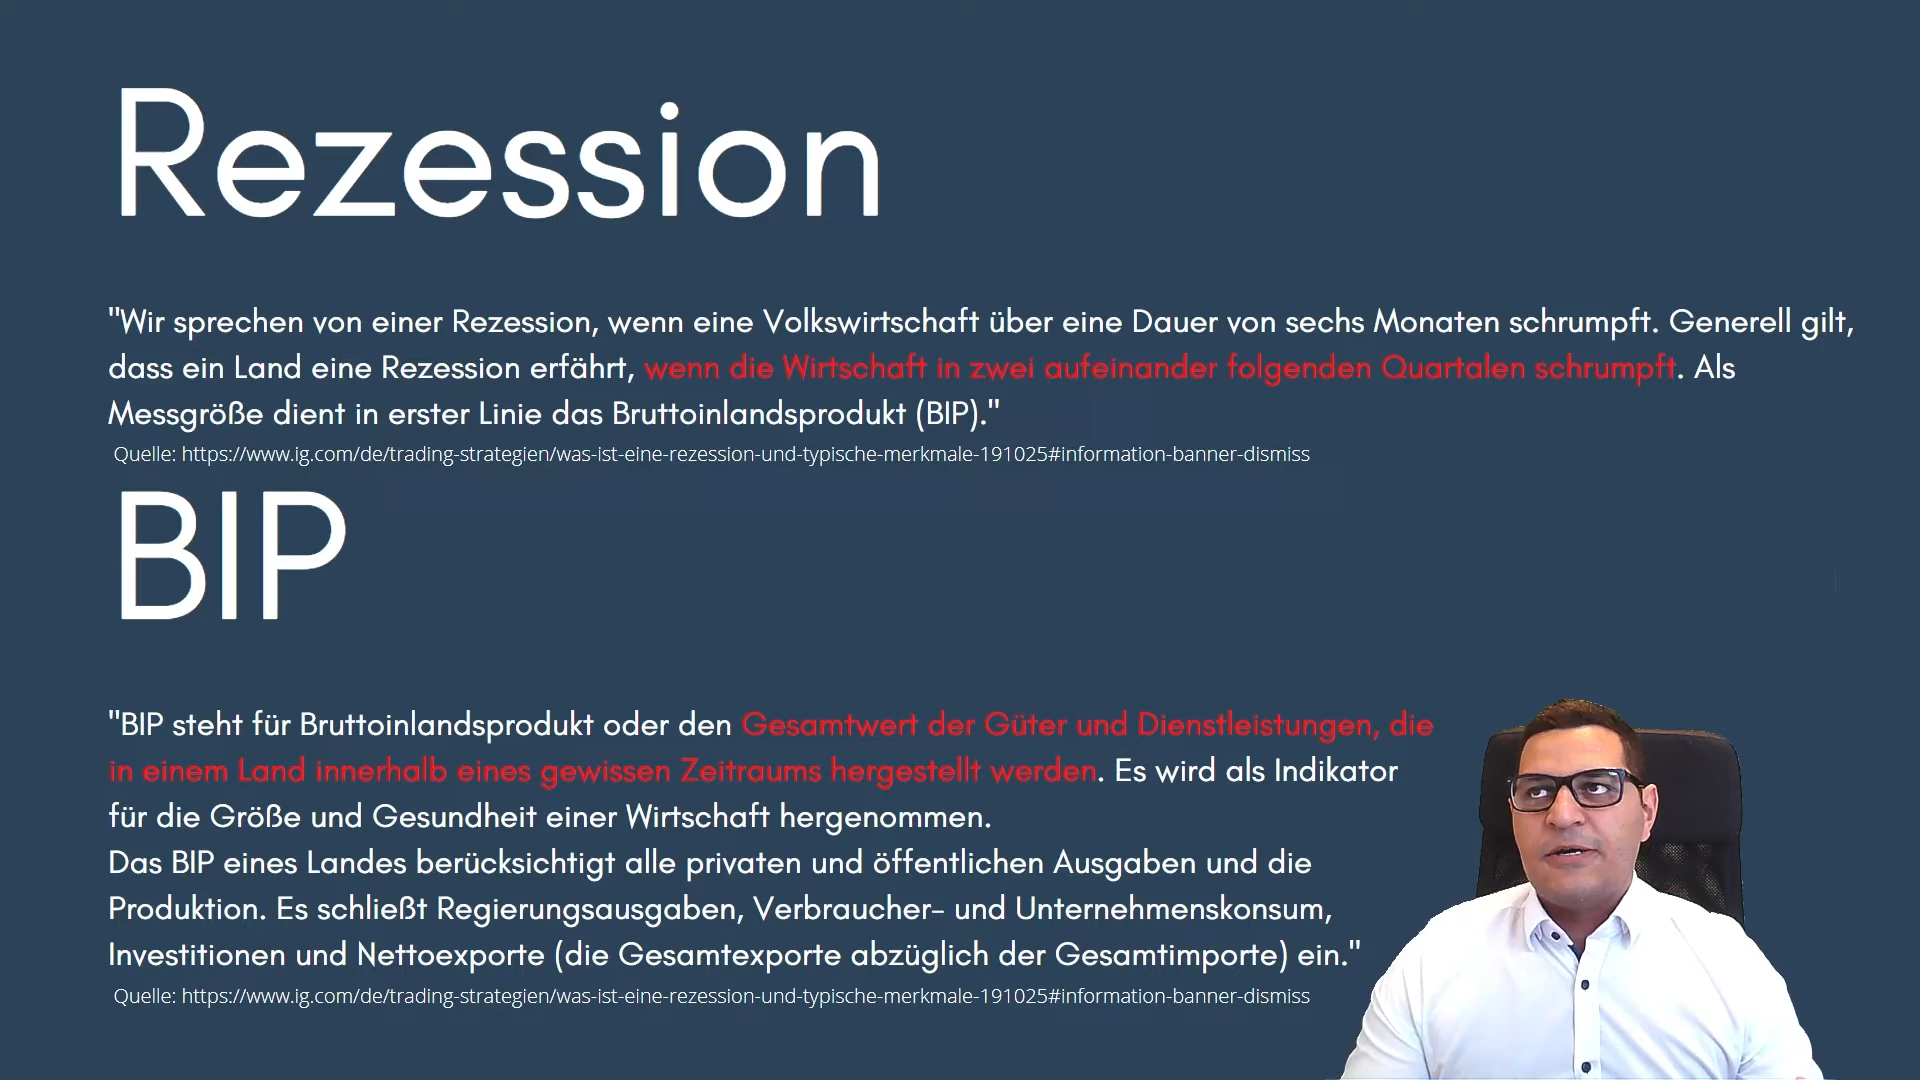 Rezession
"Wir sprechen von einer Rezession, wenn eine Volkswirtschaft über eine Dauer von sechs Monaten schrumpft. Generell gilt,
dass ein Land eine Rezession erfährt, wenn die Wirtschaft in zwei aufeinander folgenden Quartalen schrumpft. Als
Messgröße dient in erster Linie das Bruttoinlandsprodukt (BIP)."
Quelle: https://www.ig.com/de/trading-strategien/was-ist-eine-rezession-und-typische-merkmale-191025#information-banner-dismiss
BIP
"BIP steht für Bruttoinlandsprodukt oder den Gesamtwert der Güter und Dienstleistungen, die
in einem Land innerhalb eines gewissen Zeitraums hergestellt werden. Es wird als Indikator
für die Größe und Gesundheit einer Wirtschaft hergenommen.
Das BIP eines Landes berücksichtigt alle privaten und öffentlichen Ausgaben und die
Produktion. Es schließt Regierungsausgaben, Verbraucher- und Unternehmenskonsum,
Investitionen und Nettoexporte (die Gesamtexporte abzüglich der Gesamtimporte) ein."
Quelle: https://www.ig.com/de/trading-strategien/was-ist-eine-rezession-und-typische-merkmale-191025#information-banner-dismiss